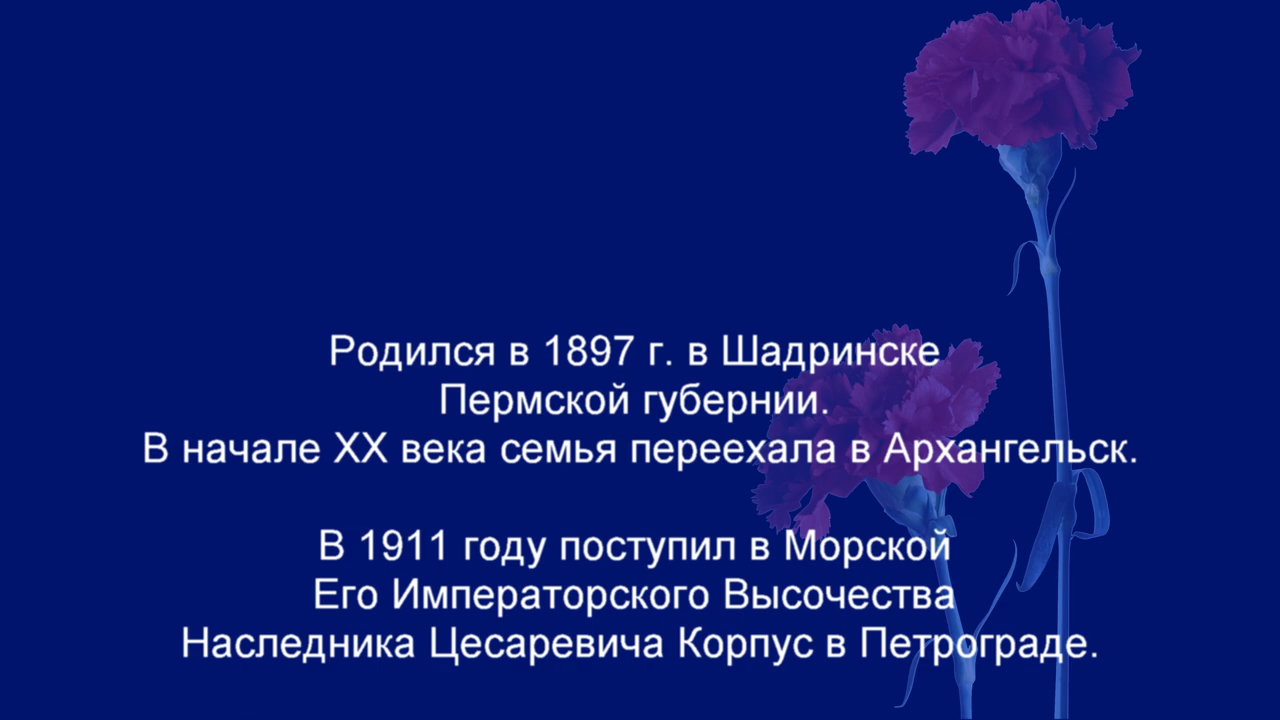 Родился в 1897 г. в Шадринске
Пермской губернии.
В начале XX века семья переехала в Архангельск.
В 1911 году поступил в Морской
Его Императорского Высочества
Наследника Цесаревича Корпус в Петрограде.